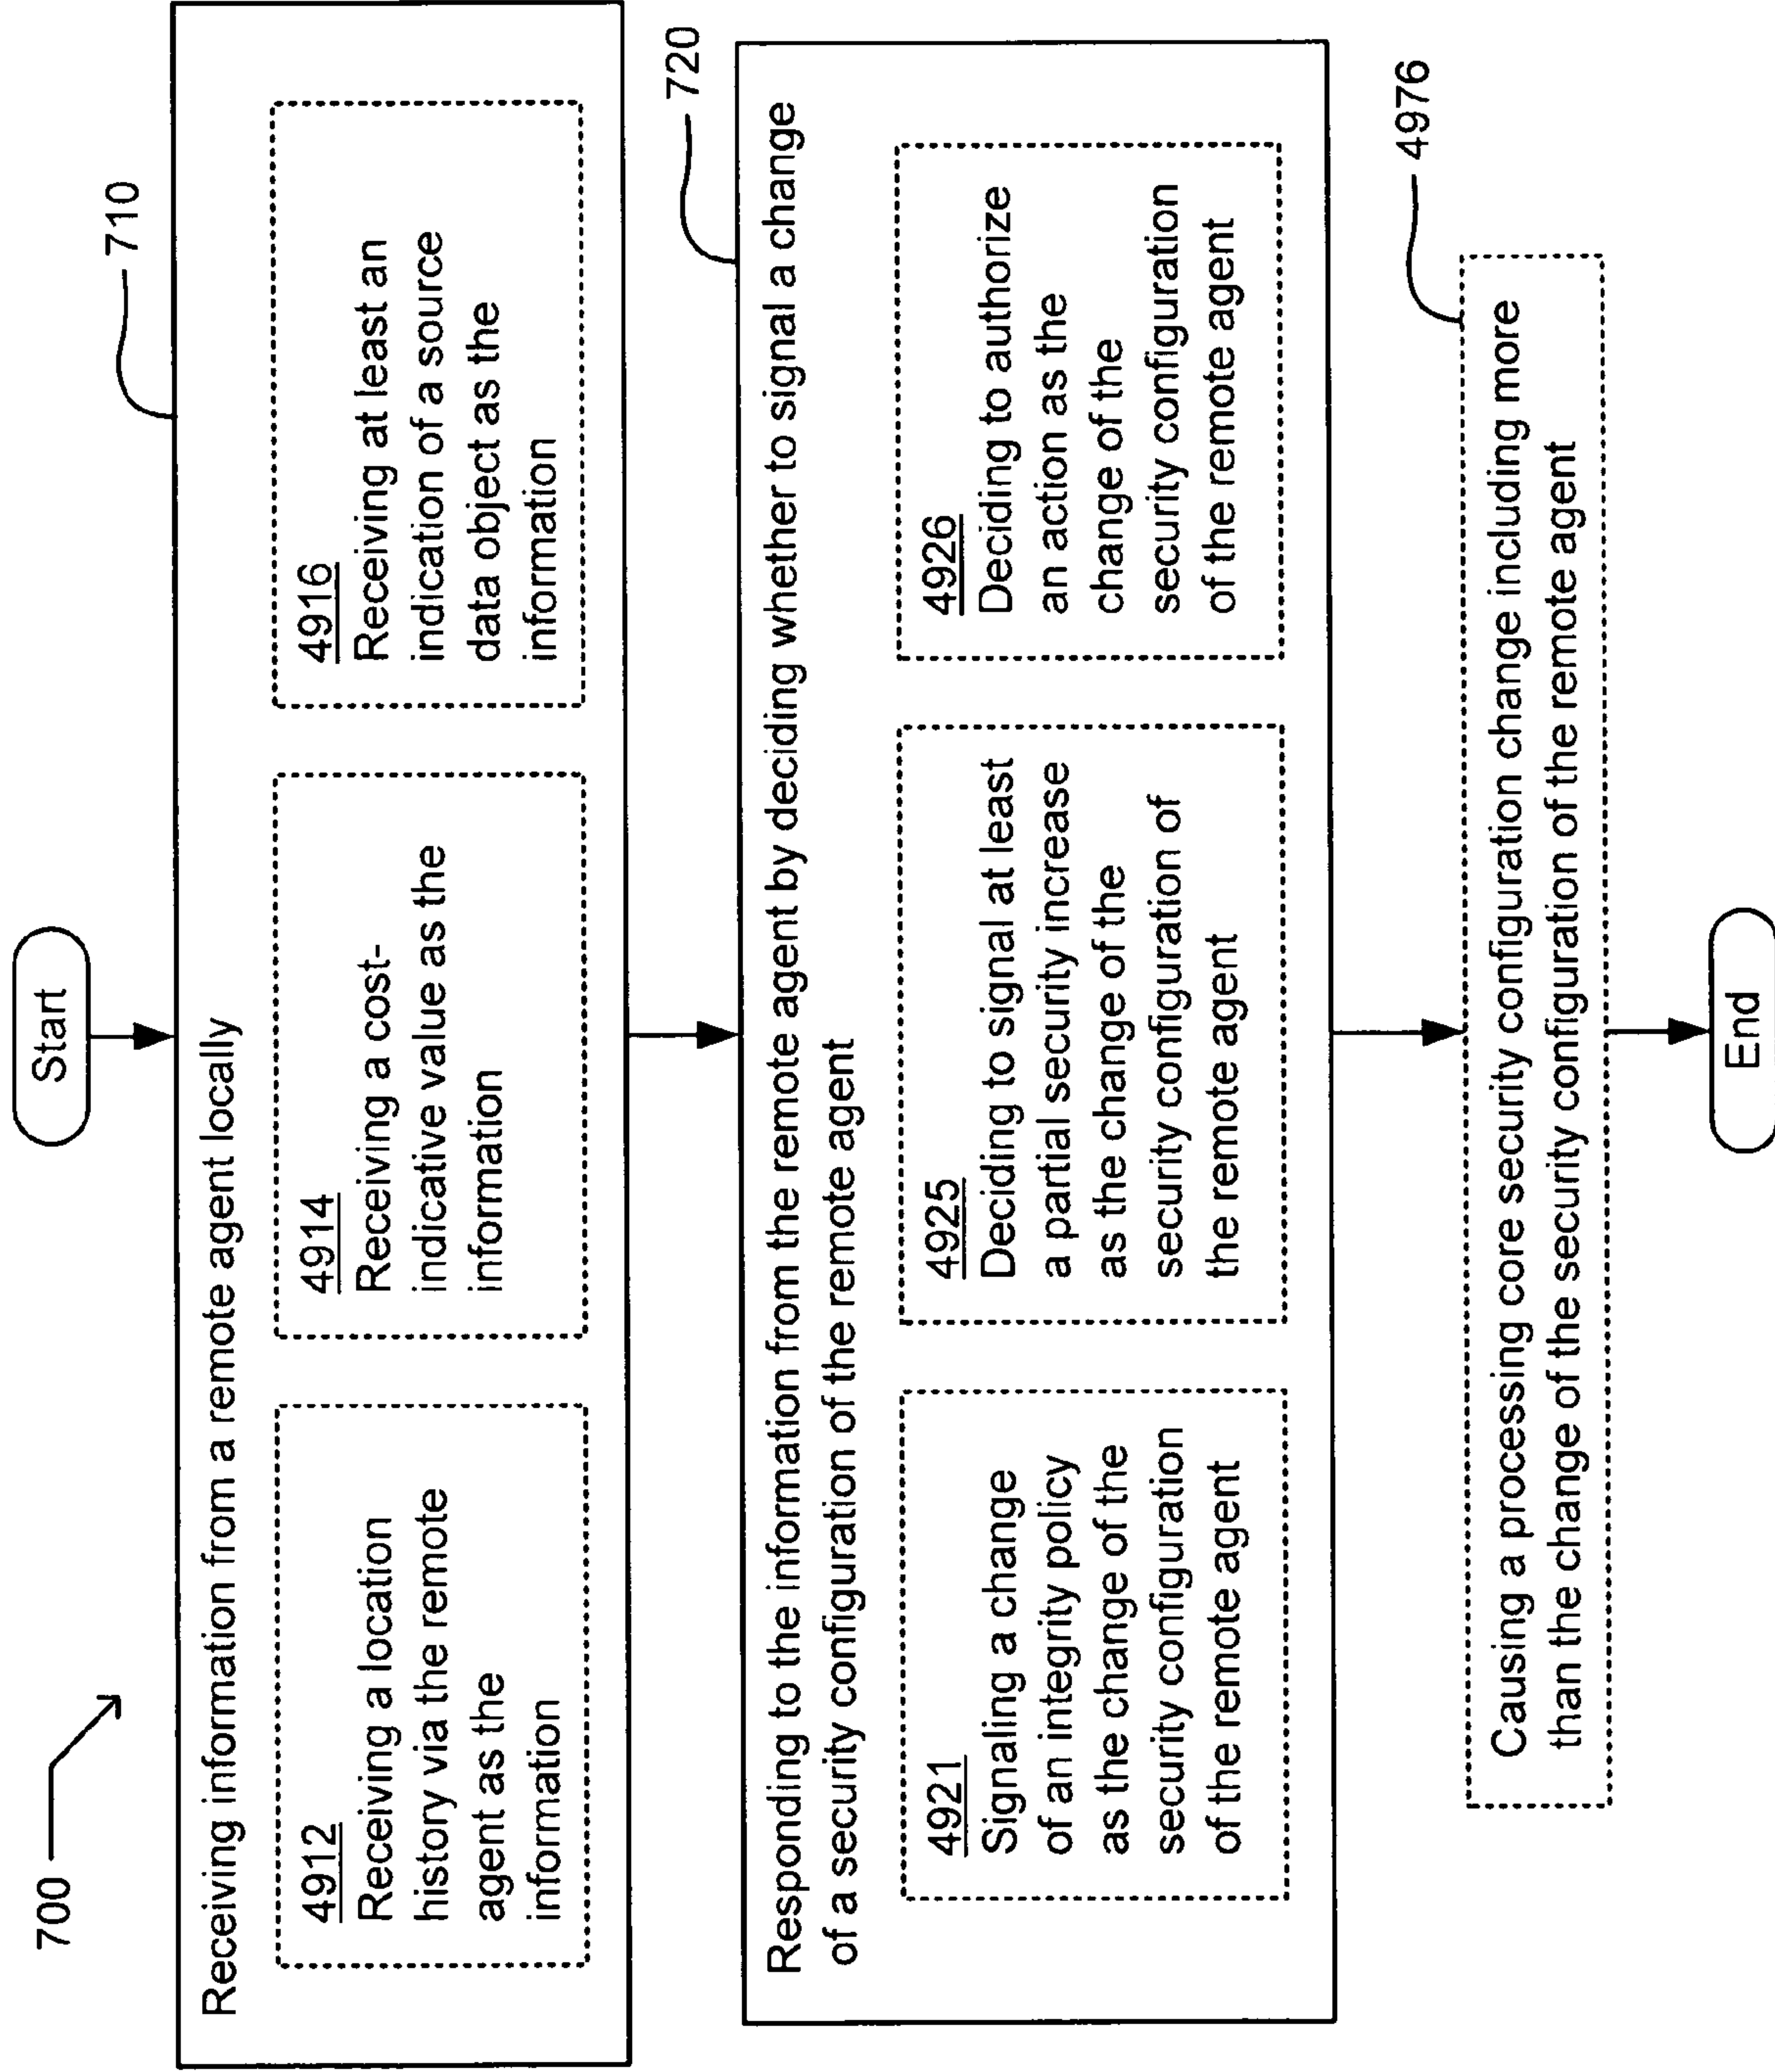 700
Start
710
Receiving information from a remote agent locally
4912
Receiving a location
history via the remote
agent as the
information
4914
Receiving a cost-
indicative value as the
information
4916
Receiving at least an
indication of a source
data object as the
information
720
Responding to the information from the remote agent by deciding whether to signal a change
of a security configuration of the remote agent
4921
Signaling a change
of an integrity policy
as the change of the
security configuration
of the remote agent
4925
Deciding to signal at least
a partial security increase
as the change of the
security configuration of
the remote agent
4926
Deciding to authorize
an action as the
change of the
security configuration
of the remote agent
4976
Causing a processing core security configuration change including more
than the change of the security configuration of the remote agent
End